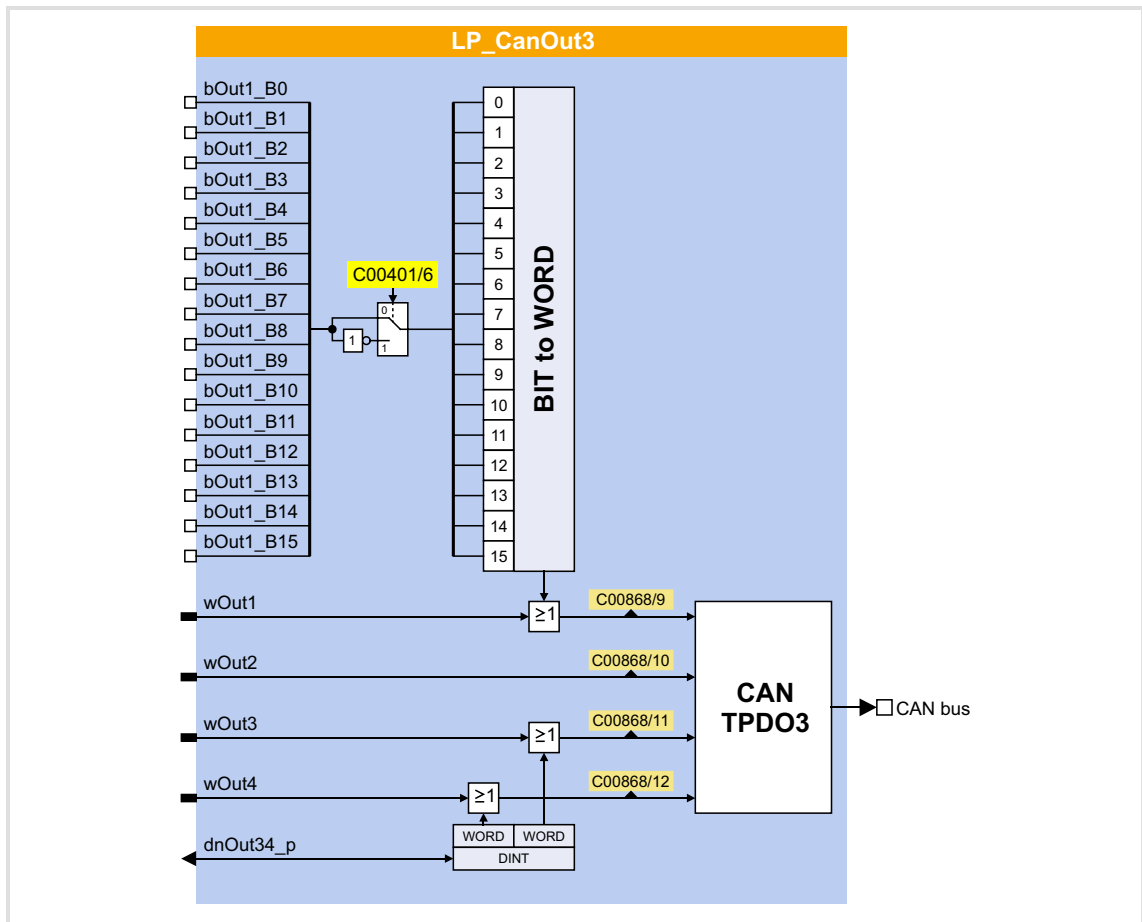 LP_CanOut3
bOut1_B0
bOut1_B1
bOut1_B2
bOut1_B3
bOut1_B4
bOut1_B5
bOut1_B6
bOut1_B7
bOut1_B8
bOut1_B9
bOut1_B10
bOut1_B11
bOut1_B12
bOut1_B13
bOut1_B14
bOut1_B15
C00401/6
0
1
1
0
1
2
3
4
5
6
7
8
9
10
11
12
13
14
15
BIT to WORD
wOut1
≥1
C00868/9
wOut2
C00868/10
wOut3
≥1
C00868/11
wOut4
≥1
C00868/12
dnOut34_p
WORD WORD
DINT
CAN
TPDO3
CAN bus